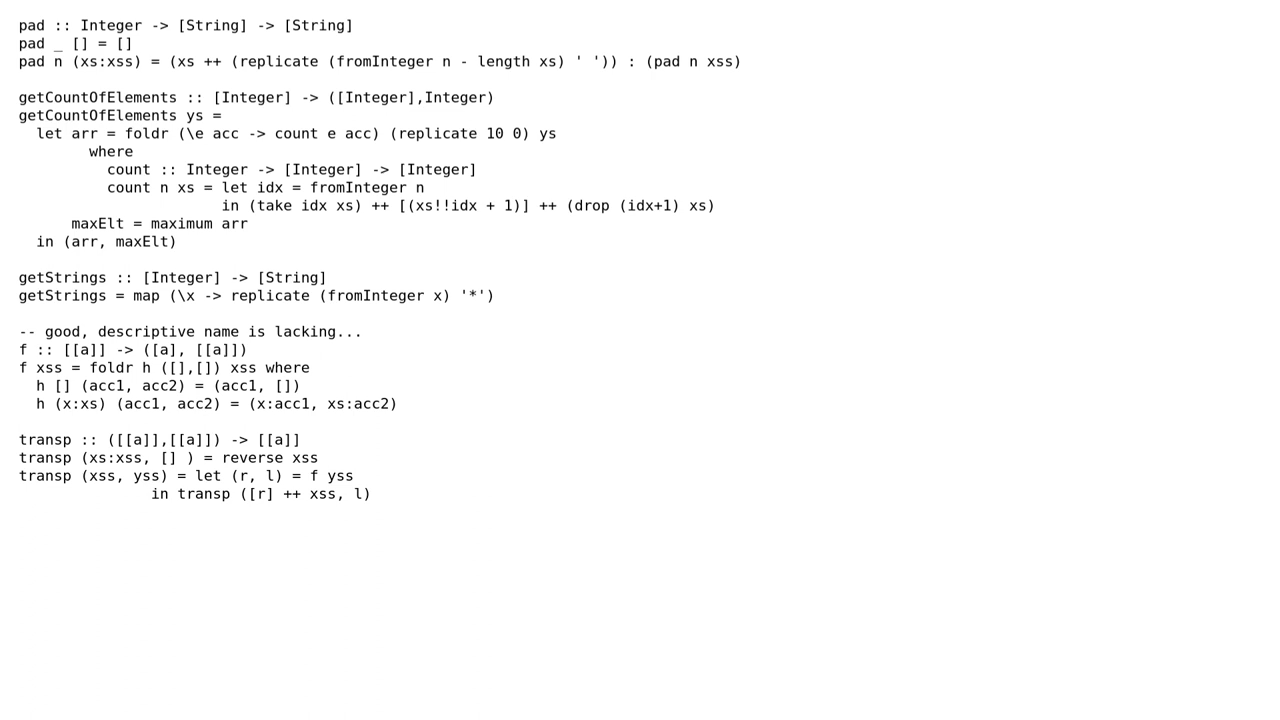 pad :: Integer -> [String] -> [String]
pad _ [] = []
pad n (xs:xss) = (xs ++ (replicate (fromInteger n - length xs) ' ')) : (pad n xss)

getCountOfElements :: [Integer] -> ([Integer],Integer)
getCountOfElements ys =
  let arr = foldr (\e acc -> count e acc) (replicate 10 0) ys
        where
          count :: Integer -> [Integer] -> [Integer]
          count n xs = let idx = fromInteger n
                       in (take idx xs) ++ [(xs!!idx + 1)] ++ (drop (idx+1) xs)
      maxElt = maximum arr
  in (arr, maxElt)

getStrings :: [Integer] -> [String]
getStrings = map (\x -> replicate (fromInteger x) '*')

-- good, descriptive name is lacking...
f :: [[a]] -> ([a], [[a]])
f xss = foldr h ([],[]) xss where
  h [] (acc1, acc2) = (acc1, [])
  h (x:xs) (acc1, acc2) = (x:acc1, xs:acc2)

transp :: ([[a]],[[a]]) -> [[a]]
transp (xs:xss, [] ) = reverse xss
transp (xss, yss) = let (r, l) = f yss
               in transp ([r] ++ xss, l)